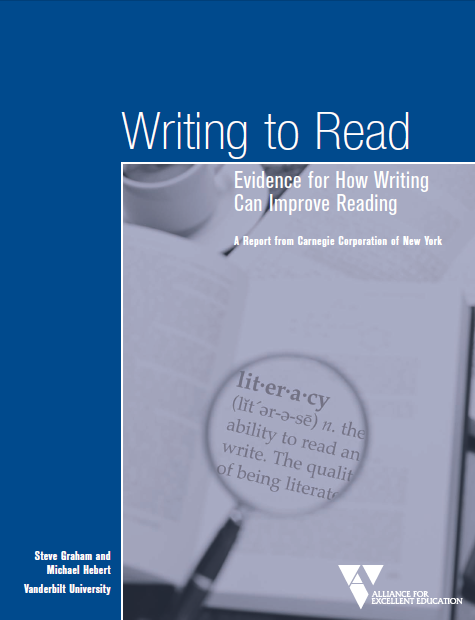 Writing to Read
Evidence for How Writing
Can Improve Reading
A Report from Carnegie Corporation of New York
lit·er·a·cy
(lĭt´ər-ə-sē) n. the
ability to read an
write. The qualit
of being literate
Steve Graham and
Michael Hebert
Vanderbilt University
ALLIANCE FOR
EXCELLENT EDUCATION